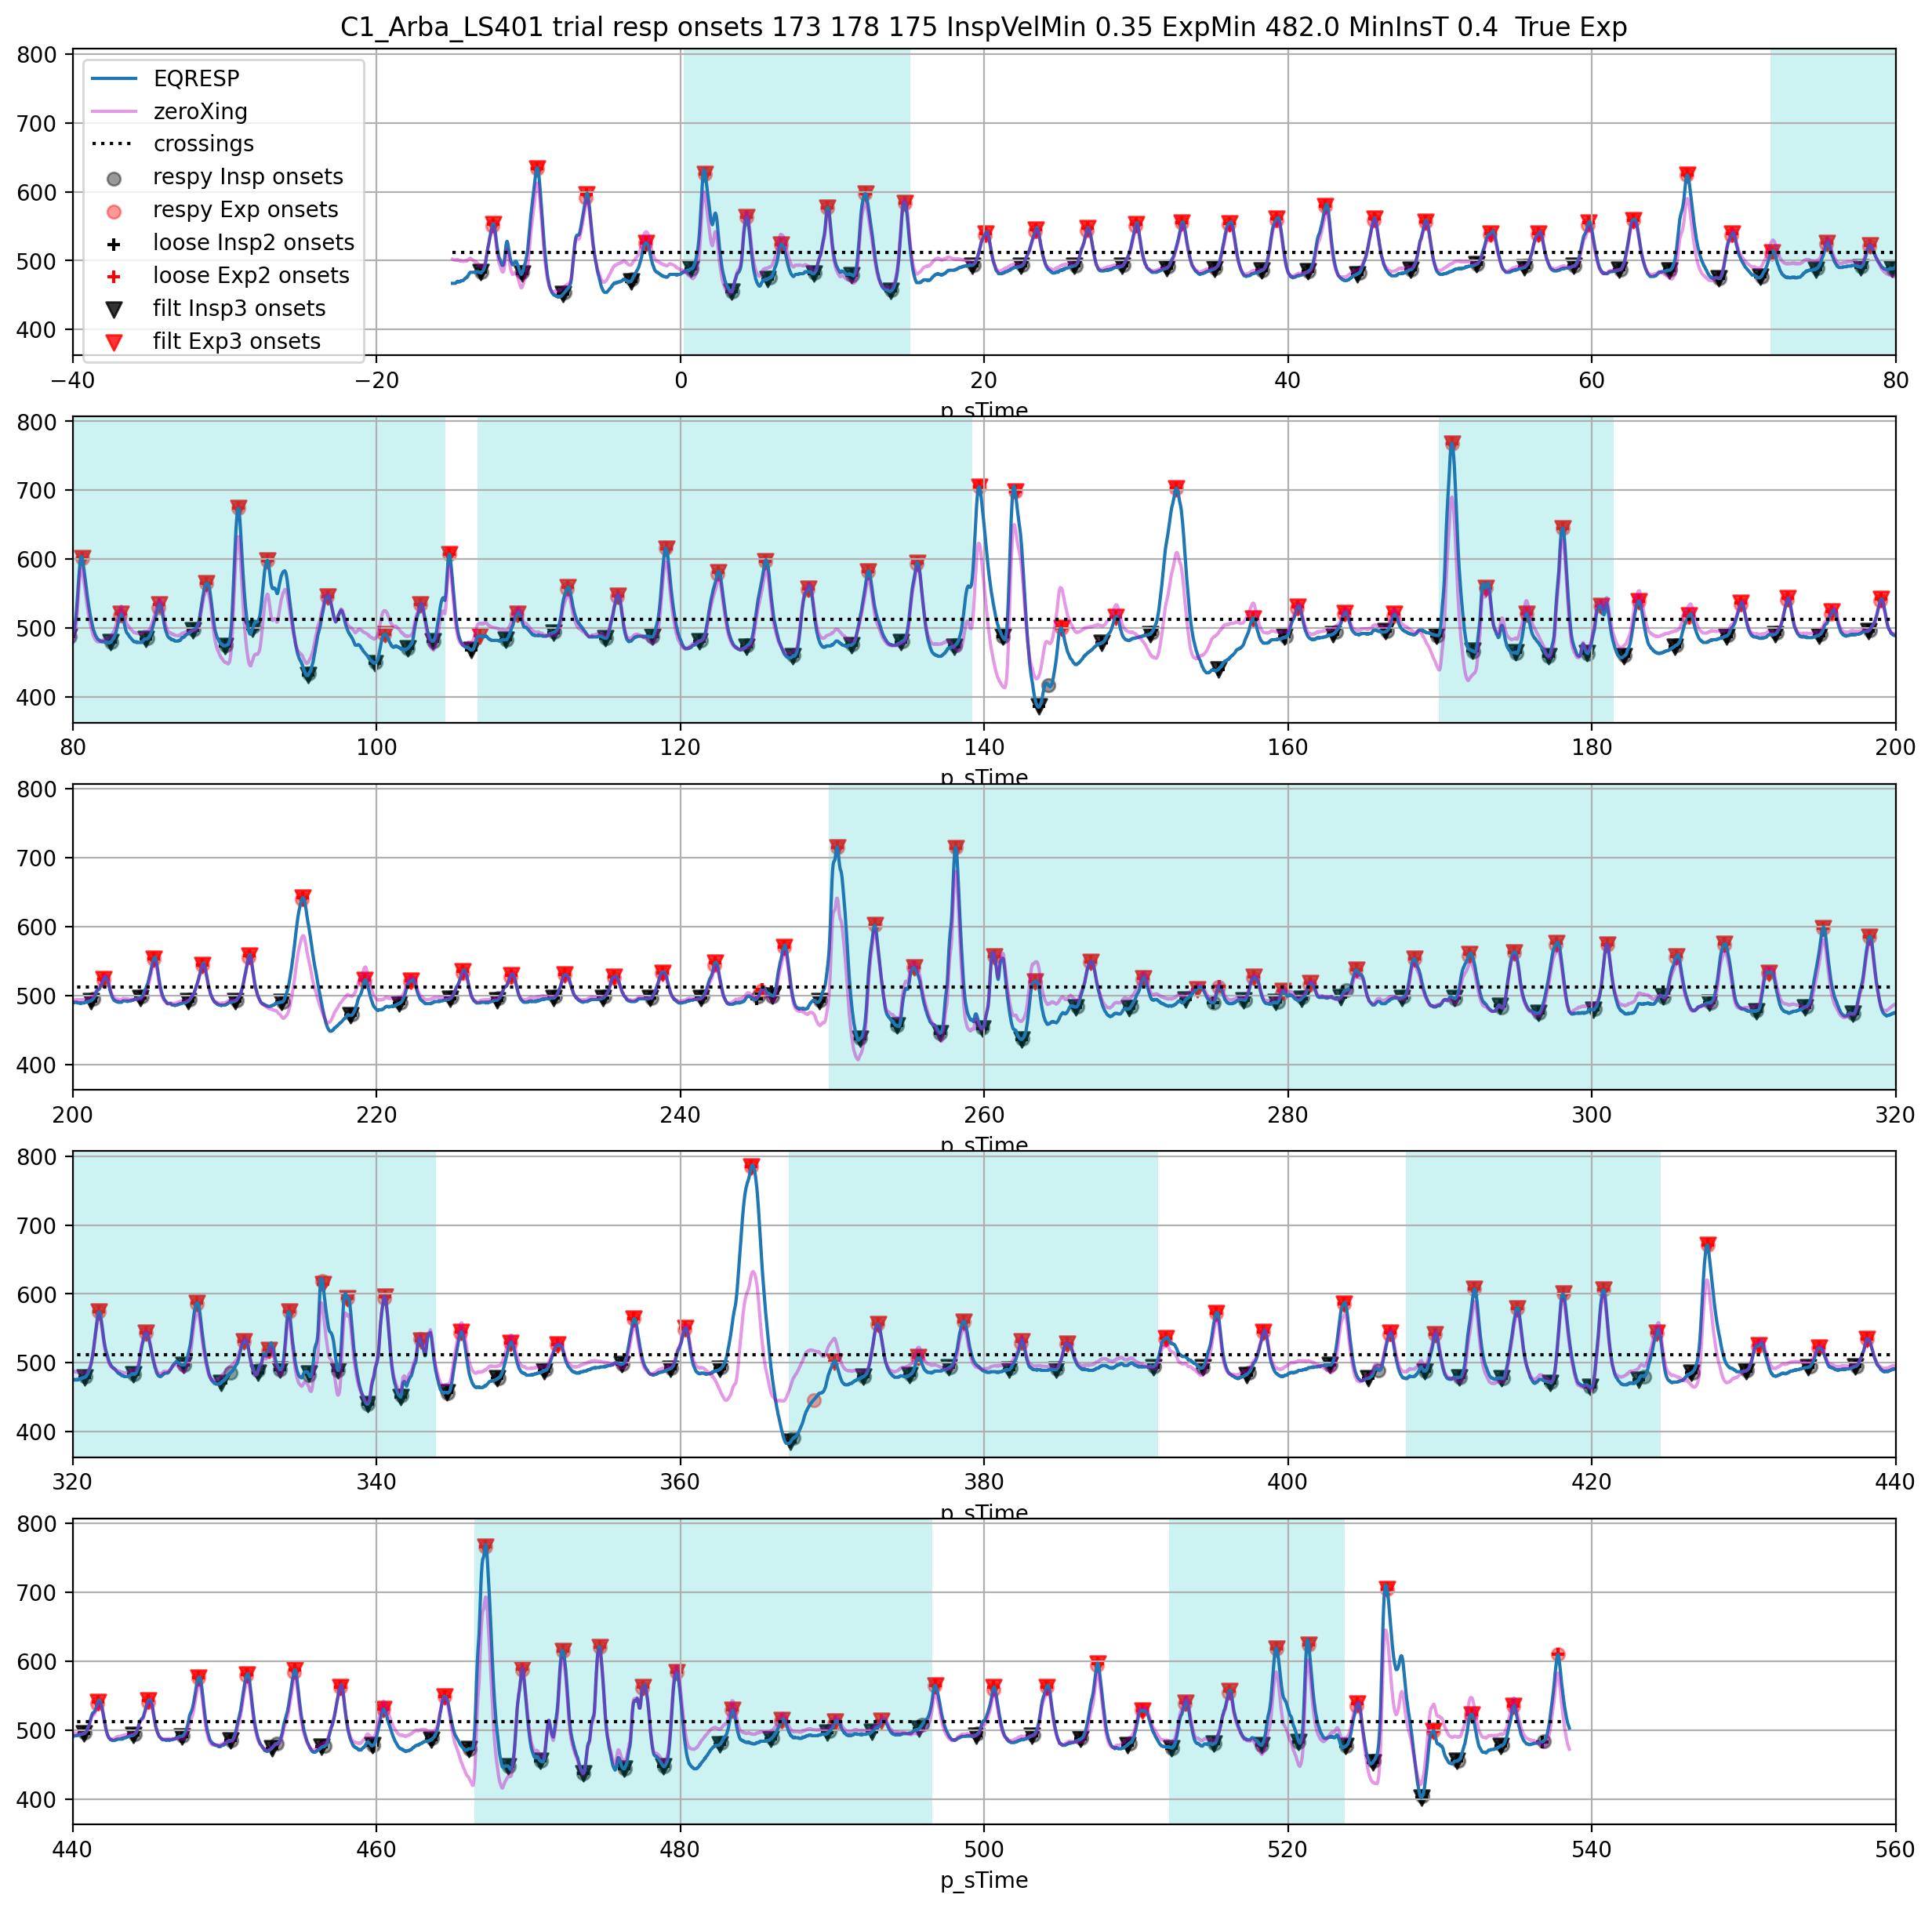 C1_Arba_LS401 trial resp onsets 173 178 175 InspVelMin 0.35 ExpMin 482.0 MinInsT 0.4  True Exp
800
700
600
500
400
EQRESP
zeroXing
crossings
respy Insp onsets
respy Exp onsets
loose Insp2 onsets
loose Exp2 onsets
filt Insp3 onsets
filt Exp3 onsets
−40 −20 0 20 40 60 80
p_sTime
800
700
600
500
400
80 100 120 140 160 180 200
p_sTime
800
700
600
500
400
200 220 240 260 280 300 320
p_sTime
800
700
600
500
400
320 340 360 380 400 420 440
p_sTime
800
700
600
500
400
440 460 480 500 520 540 560
p_sTime